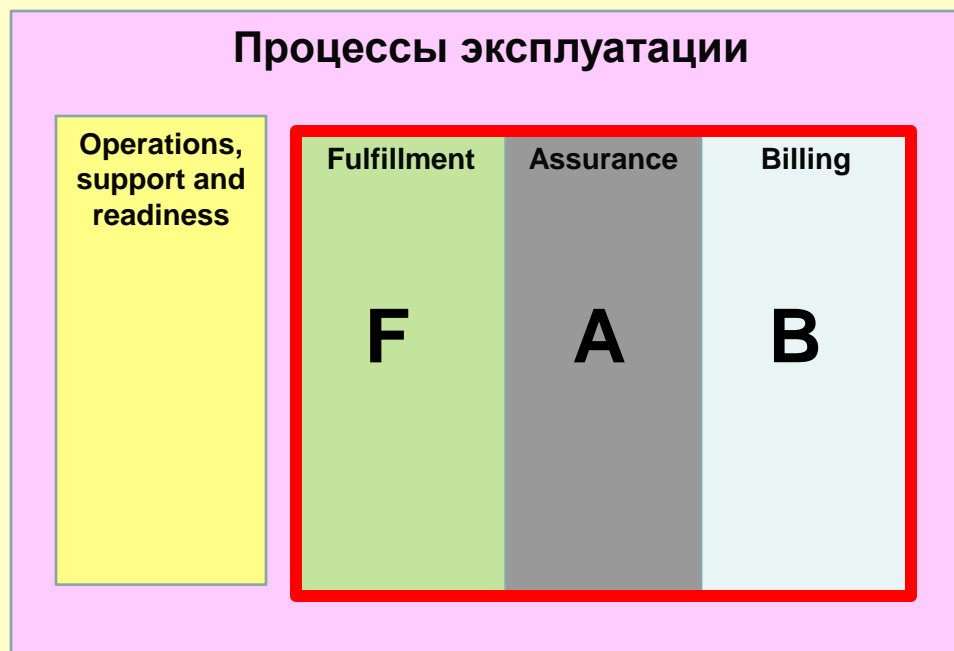 Процессы эксплуатации
Operations,
support and
readiness
Fulfillment
Assurance
Billing
F
A
B